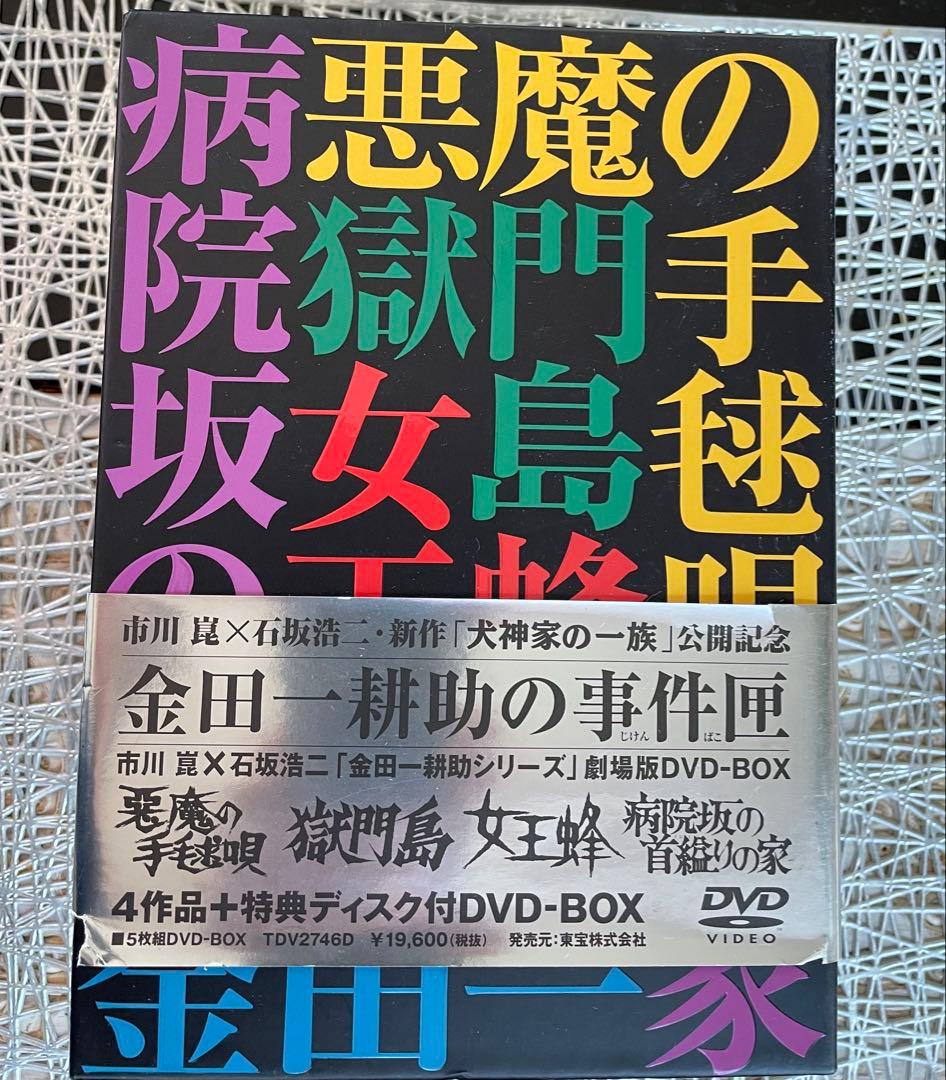 病 悪魔の
院 獄門 手
坂 女 島 毬
の 王 蜂 唄
市川 崑×石坂浩二・新作「犬神家の一族」公開記念
金田一耕助の事件匣
じけん ばこ
市川 崑×石坂浩二「金田一耕助シリーズ」劇場版DVD-BOX
悪魔の
手毬唄
獄門島
女王蜂
病院坂の
首縊りの家
4作品＋特典ディスク付DVD-BOX
DVD
VIDEO
■5枚組DVD-BOX TDV2746D ¥19,600(税抜) 発売元:東宝株式会社
金田一 家